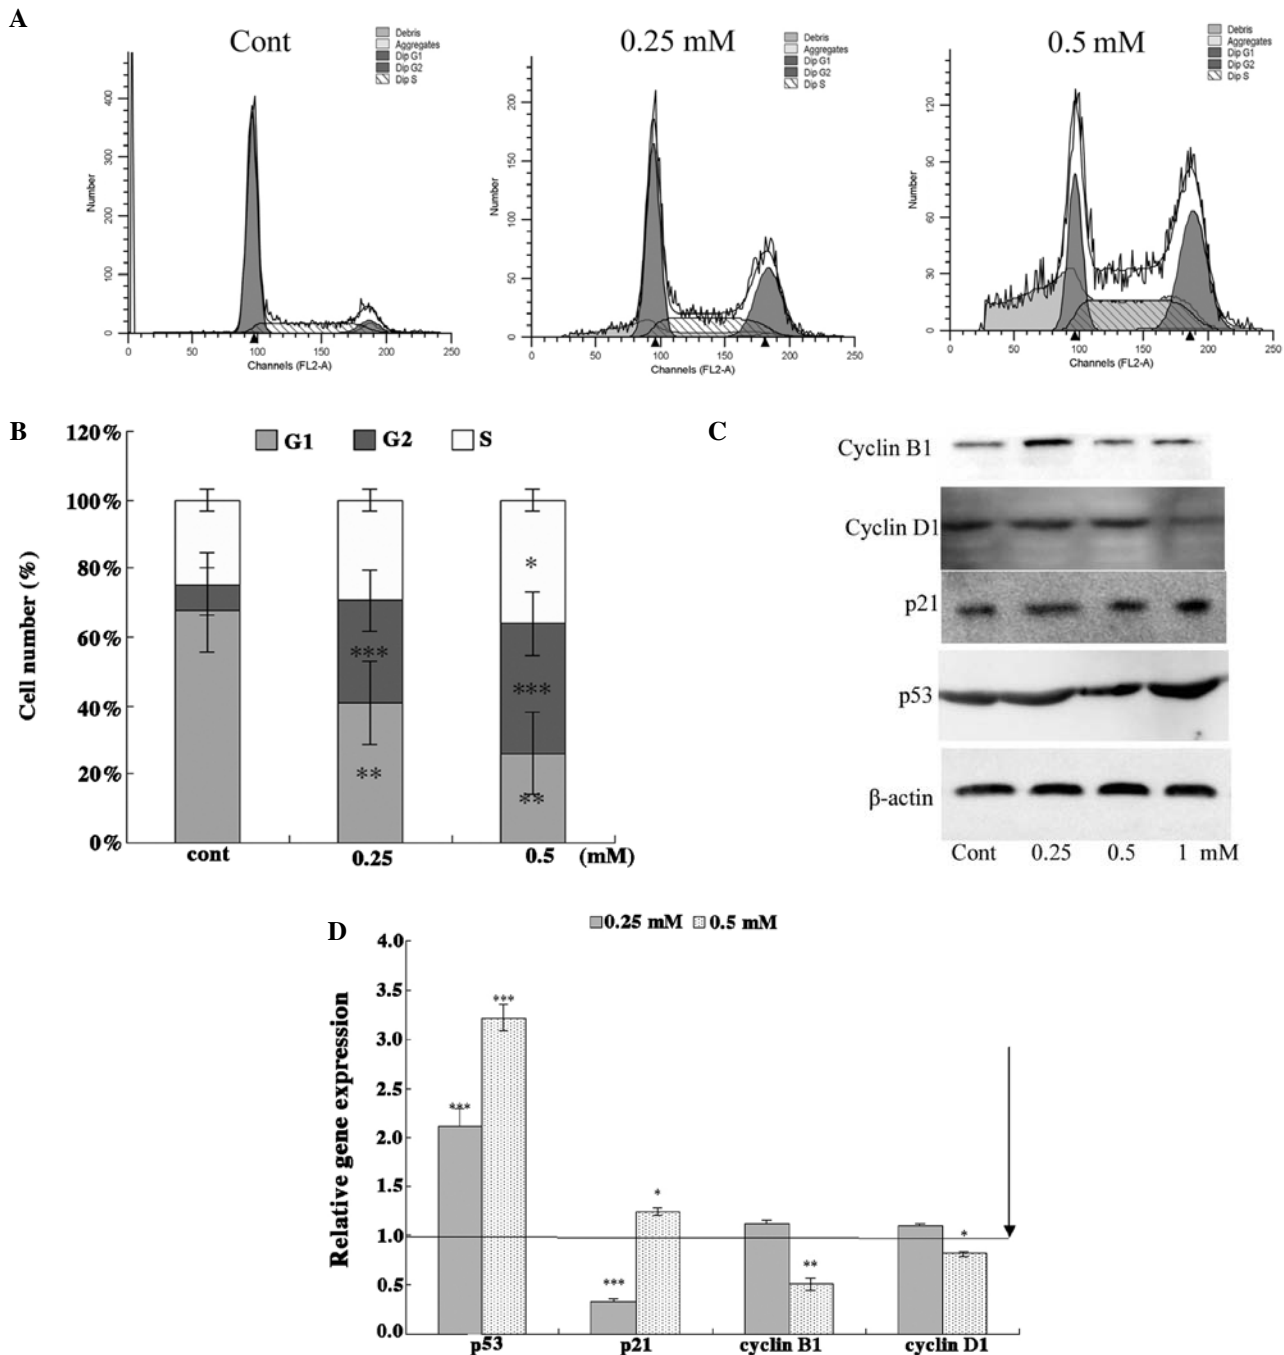 A
Cont
Debris
Aggregates
Dip G1
Dip G2
Dip S
Number
400
300
200
100
0
0 50 100 150 200 250
Channels (FL2-A)
0.25 mM
Debris
Aggregates
Dip G1
Dip G2
Dip S
Number
200
150
100
50
0
0 50 100 150 200 250
Channels (FL2-A)
0.5 mM
Debris
Aggregates
Dip G1
Dip G2
Dip S
Number
120
90
60
30
0
0 50 100 150 200 250
Channels (FL2-A)
B
G1 G2 S
Cell number (%)
120%
100%
80%
60%
40%
20%
0%
*
***
***
**
**
cont 0.25 0.5 (mM)
C
Cyclin B1
Cyclin D1
p21
p53
β-actin
Cont 0.25 0.5 1 mM
D
0.25 mM 0.5 mM
Relative gene expression
4.0
3.5
3.0
2.5
2.0
1.5
1.0
0.5
0.0
***
***
***
*
**
*
p53 p21 cyclin B1 cyclin D1